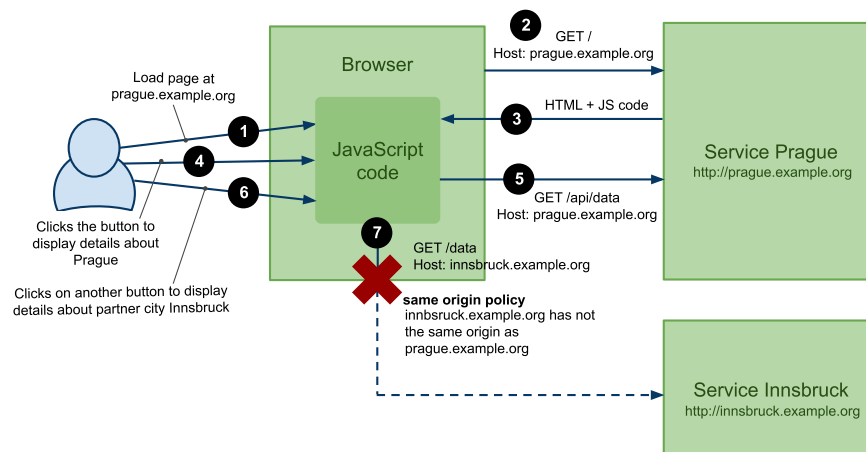 2
GET /
Host: prague.example.org
Browser
Load page at
prague.example.org
1
JavaScript
code
3
HTML + JS code
Service Prague
http://prague.example.org
4
5
GET /api/data
Host: prague.example.org
6
Clicks the button to
display details about
Prague
7
GET /data
Host: innsbruck.example.org
Clicks on another button to display
details about partner city Innsbruck
same origin policy
innbsruck.example.org has not
the same origin as
prague.example.org
Service Innsbruck
http://innsbruck.example.org